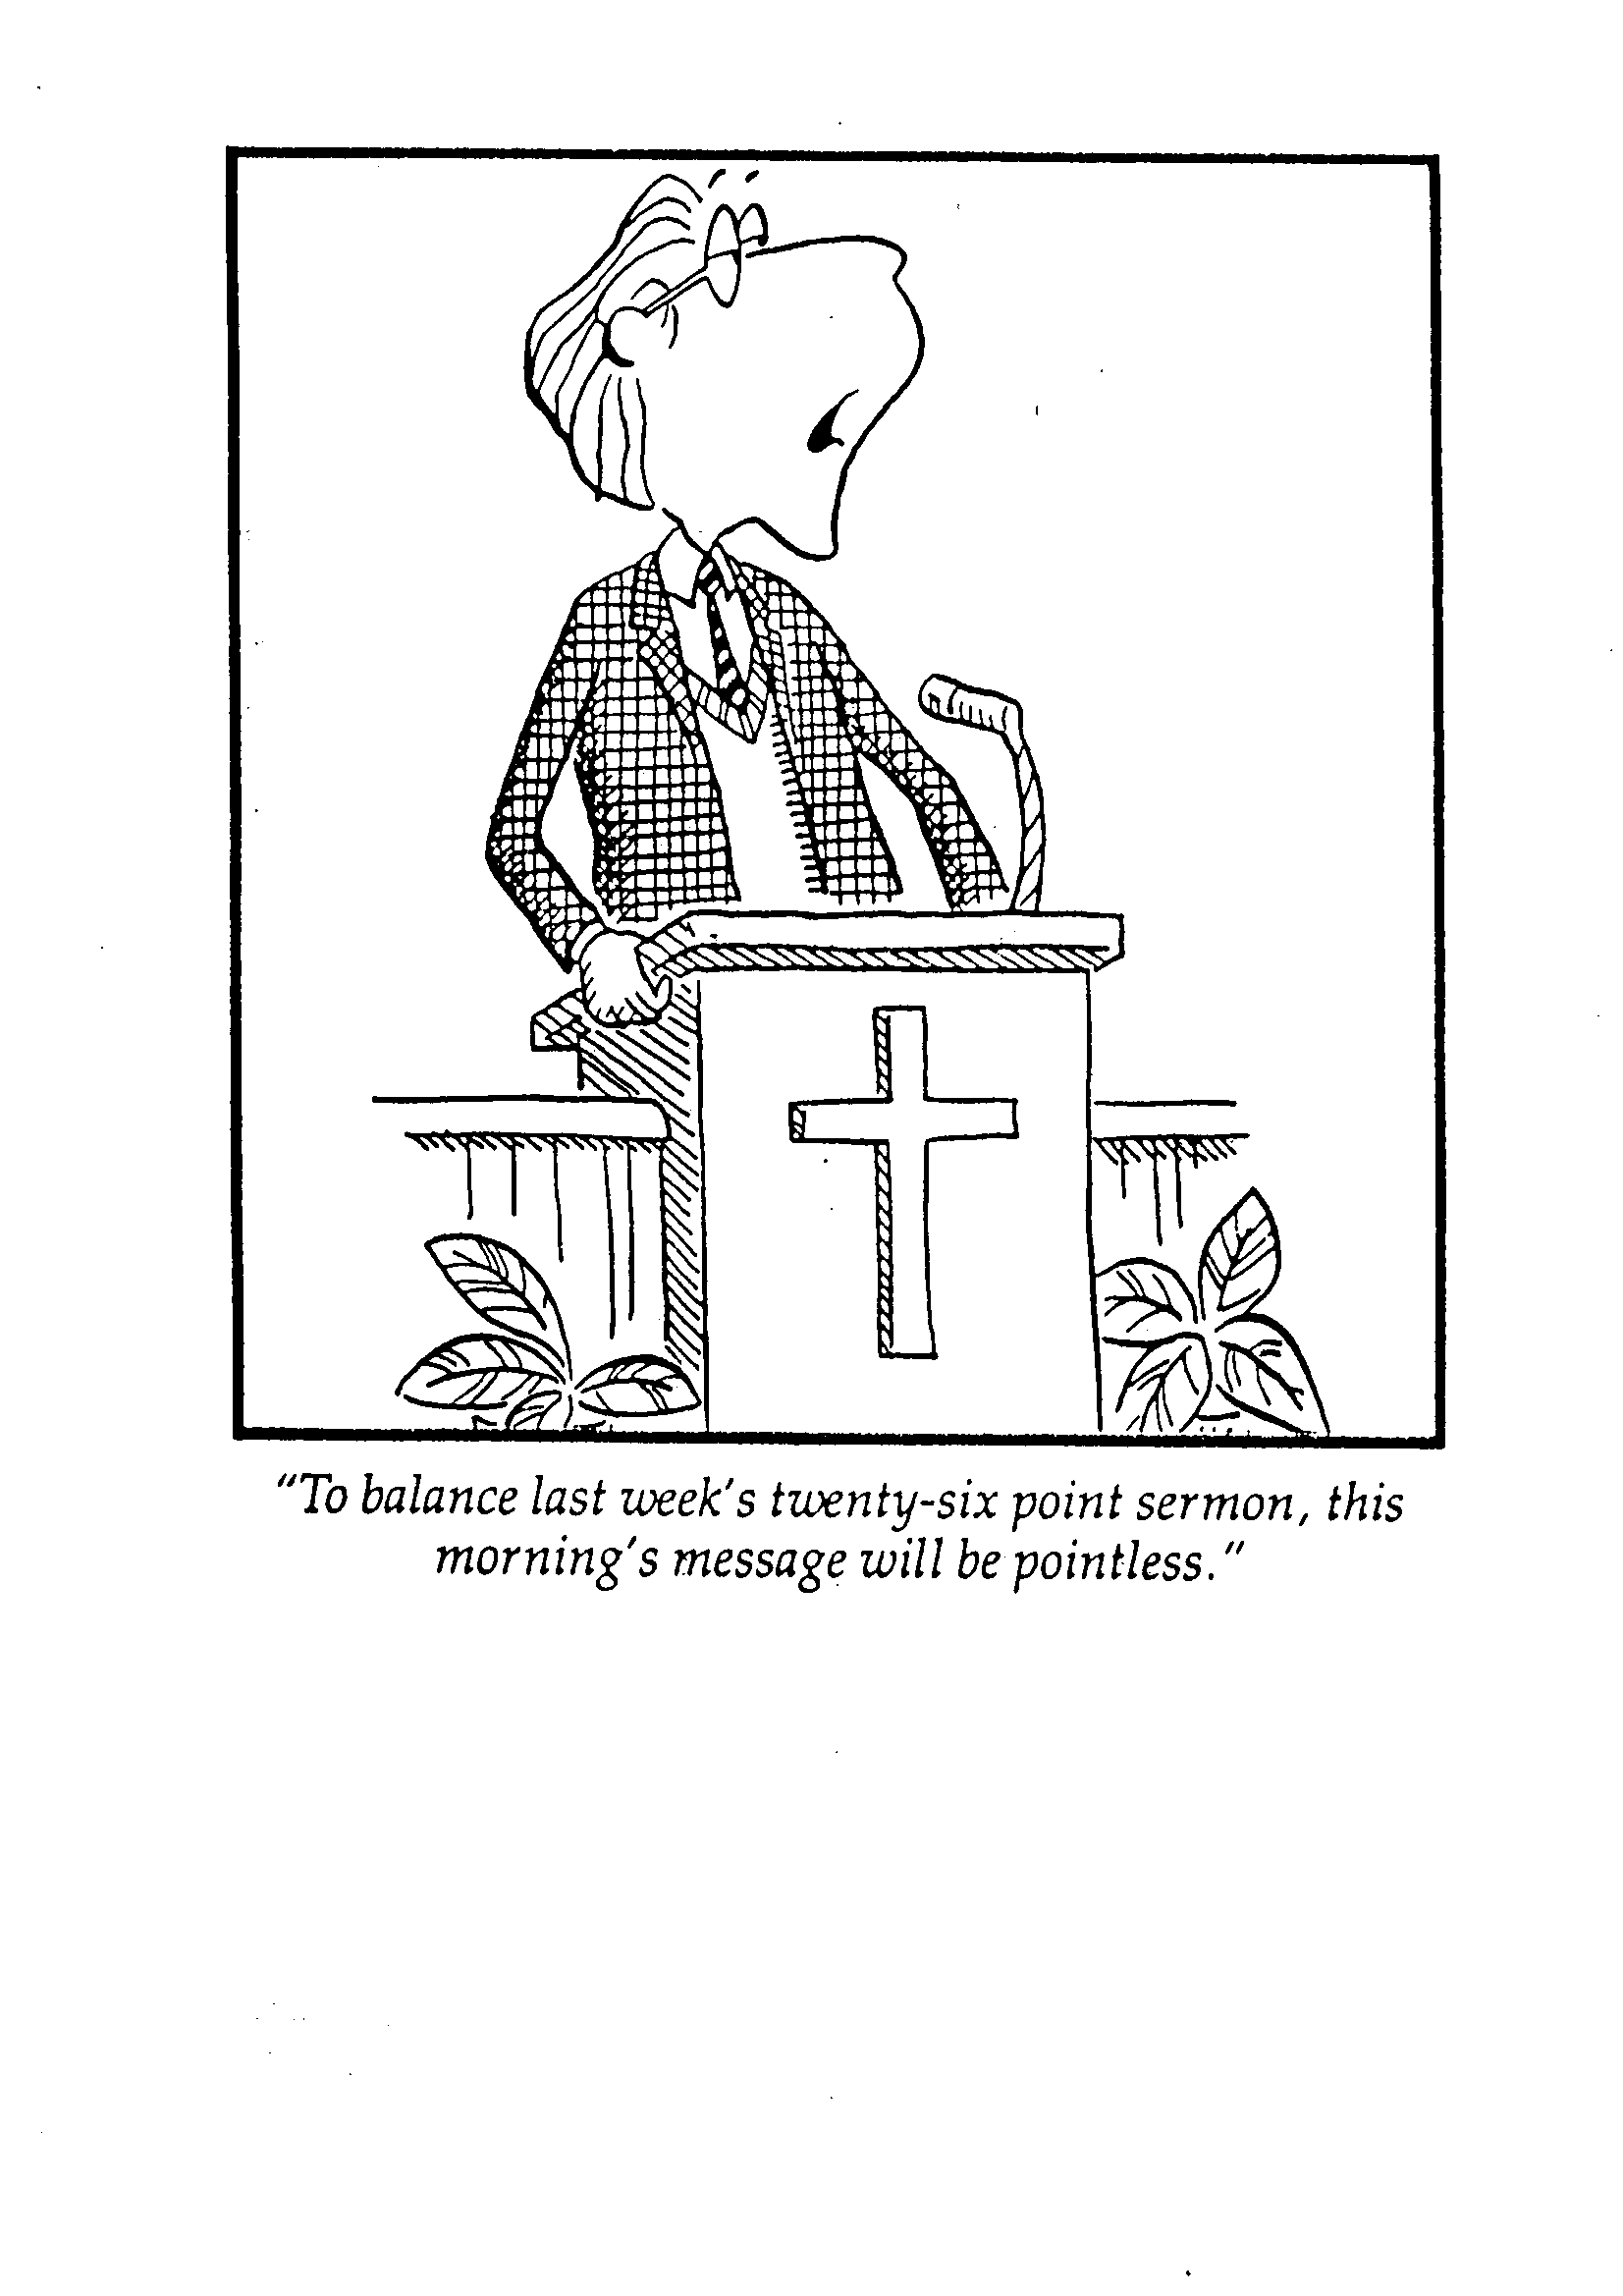 "To balance last week's twenty-six point sermon, this
morning's message will be pointless."